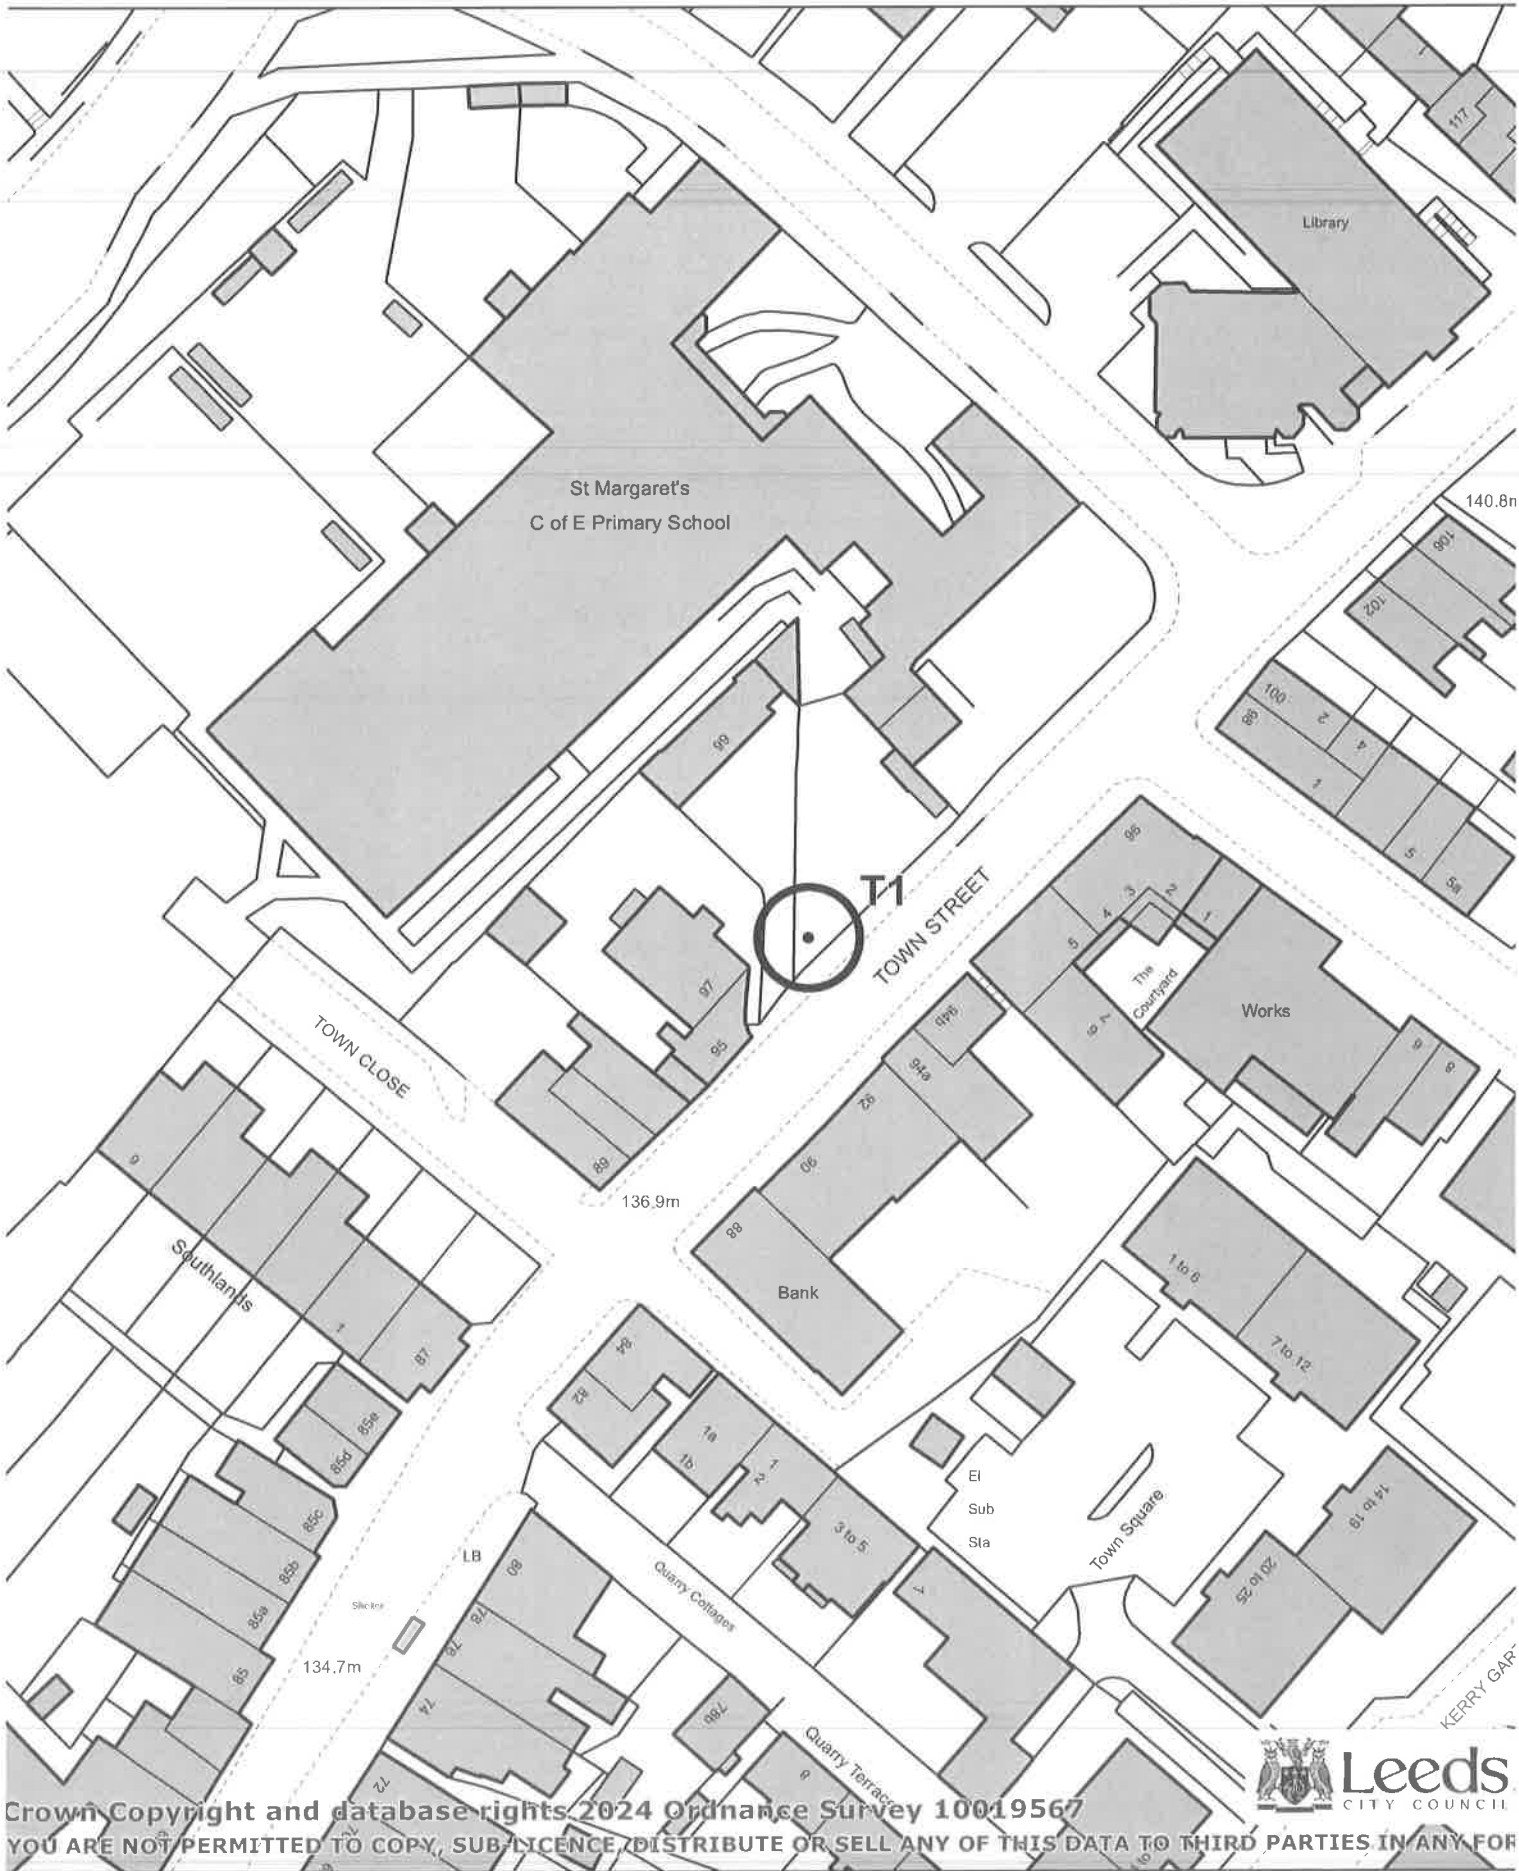 117
Library
St Margaret's
C of E Primary School
140.8m
106
102
100
98
2
4
1
5
5a
99
T1
TOWN STREET
96
3
2
4
1
5
The
Courtyard
Works
97
95
94b
94a
92
90
9
8
TOWN CLOSE
89
136.9m
88
Bank
9
Southlands
1
87
1 to 6
7 to 12
84
82
1a
1b
1
2
3 to 5
El
Sub
Sta
Town Square
14 to 19
20 to 25
85e
85d
85c
85b
85a
85
LB
80
78
76
74
72
Shelter
134.7m
Quarry Cottages
1
78b
Quarry Terrace
KERRY GAR
Leeds
CITY COUNCIL
Crown Copyright and database rights 2024 Ordnance Survey 10019567
YOU ARE NOT PERMITTED TO COPY, SUB-LICENCE, DISTRIBUTE OR SELL ANY OF THIS DATA TO THIRD PARTIES IN ANY FOR